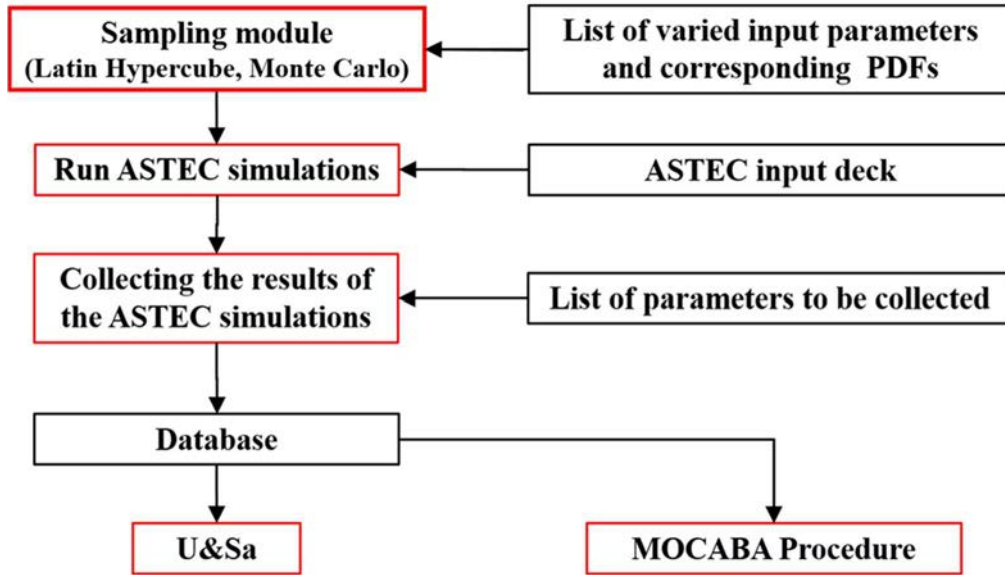 Sampling module
(Latin Hypercube, Monte Carlo)
List of varied input parameters
and corresponding PDFs
Run ASTEC simulations
ASTEC input deck
Collecting the results of
the ASTEC simulations
List of parameters to be collected
Database
U&Sa
MOCABA Procedure